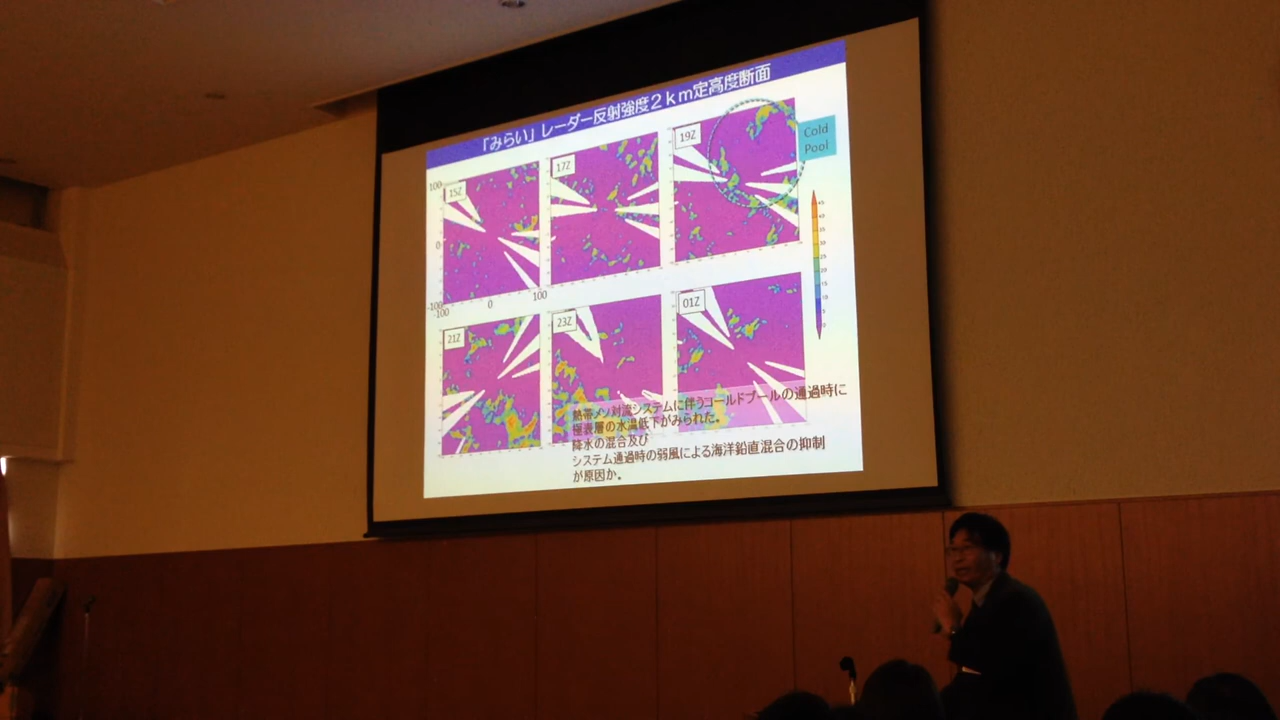 「みらい」レーダー反射強度2km定高度断面
15Z
17Z
19Z
Cold
Pool
100
0
-100
-100
0
100
21Z
23Z
01Z
熱帯メソ対流システムに伴うコールドプールの通過時に
極表層の水温低下がみられた。
降水の混合及び
システム通過時の弱風による海洋鉛直混合の抑制
が原因か。